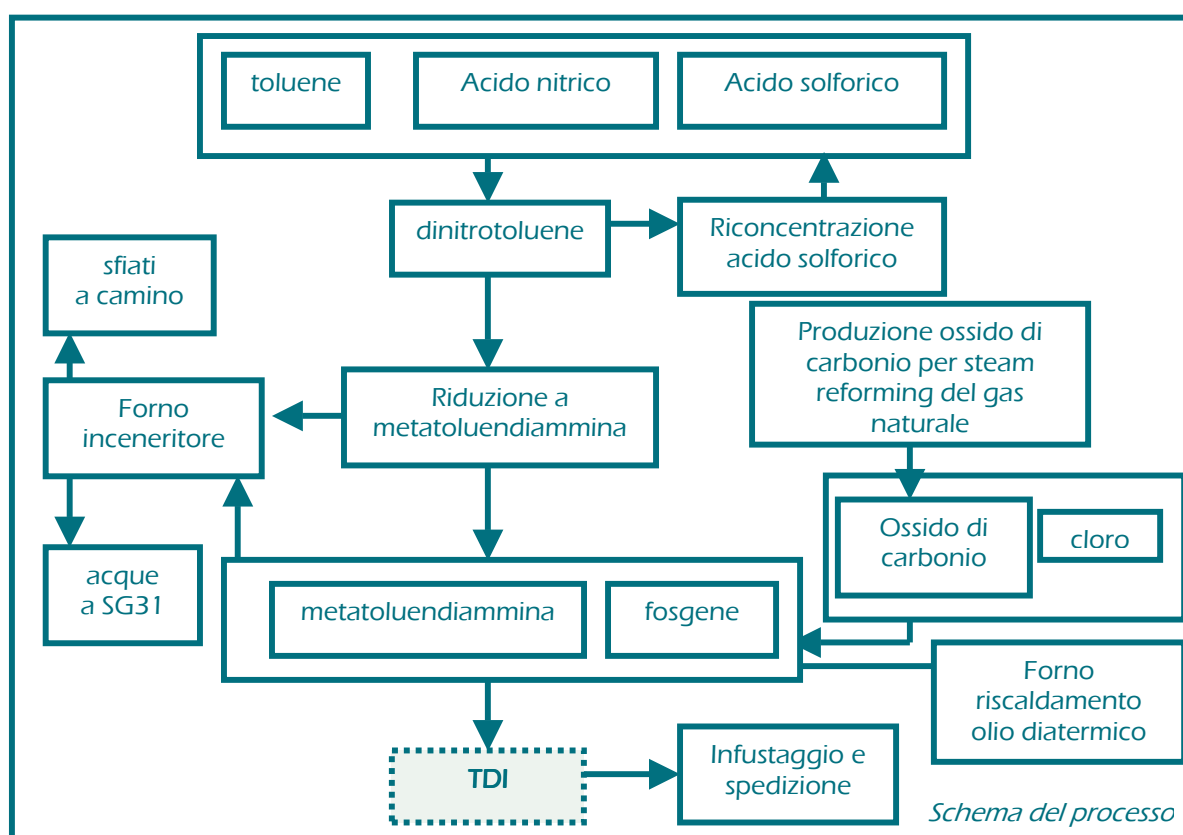 toluene
Acido nitrico
Acido solforico
dinitrotoluene
Riconcentrazione
acido solforico
sfiati
a camino
Produzione ossido di
carbonio per steam
reforming del gas
naturale
Forno
inceneritore
Riduzione a
metatoluendiammina
Ossido di
carbonio
cloro
acque
a SG31
metatoluendiammina
fosgene
Forno
riscaldamento
olio diatermico
TDI
Infustaggio e
spedizione
Schema del processo